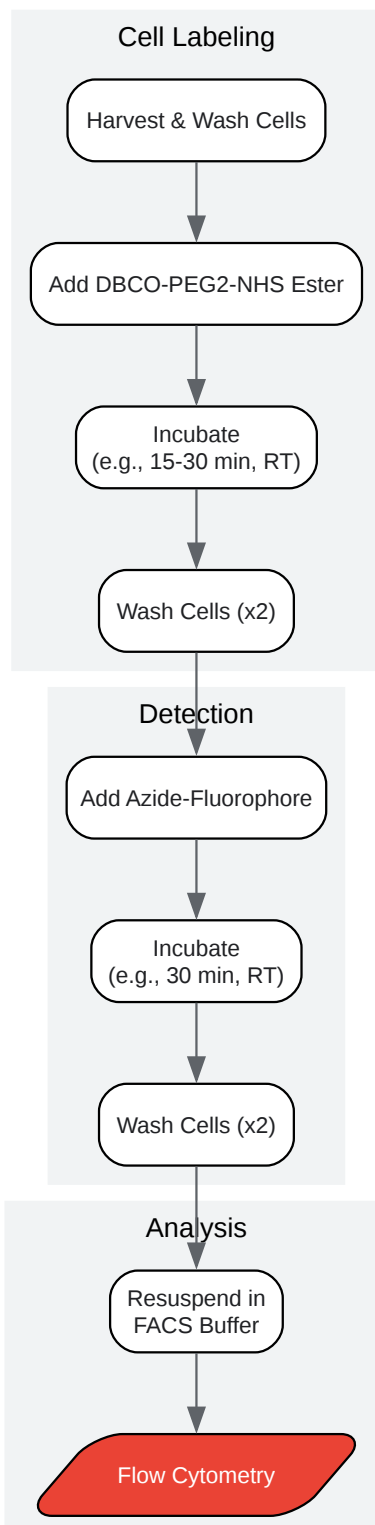 Cell Labeling
Harvest & Wash Cells
Add DBCO-PEG2-NHS Ester
Incubate
(e.g., 15-30 min, RT)
Wash Cells (x2)
Detection
Add Azide-Fluorophore
Incubate
(e.g., 30 min, RT)
Wash Cells (x2)
Analysis
Resuspend in
FACS Buffer
Flow Cytometry